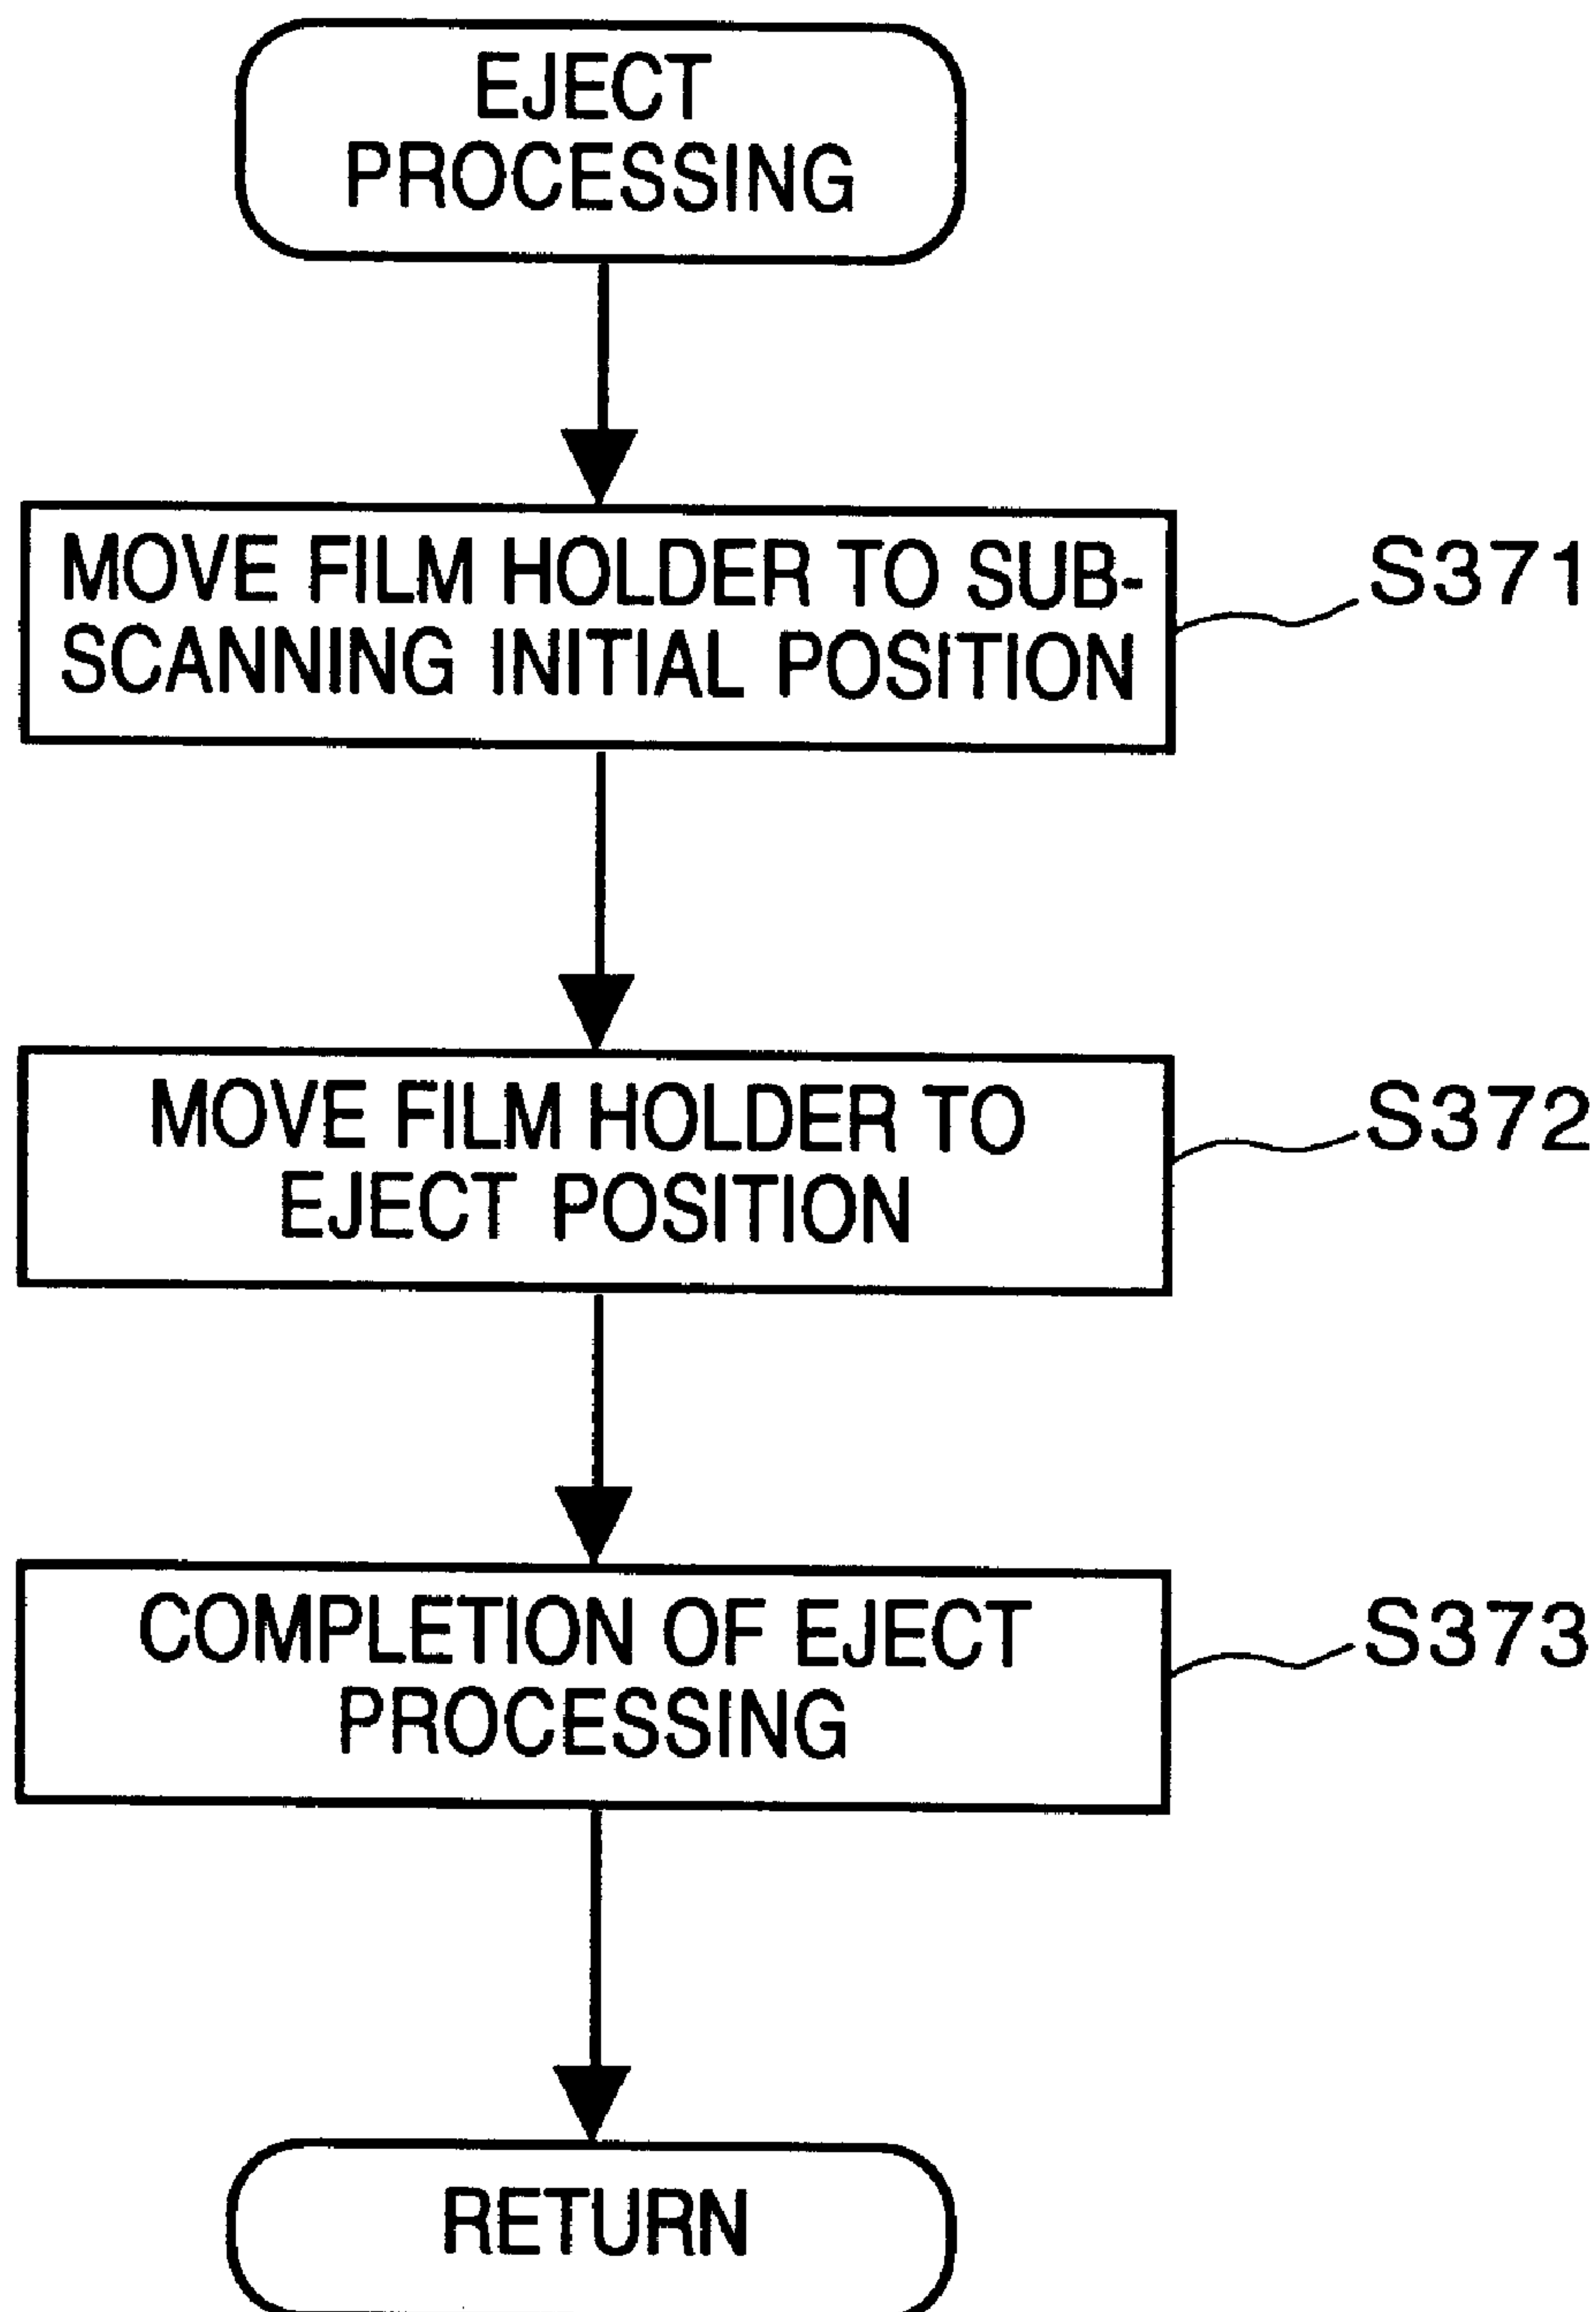 EJECT
PROCESSING
MOVE FILM HOLDER TO SUB-
SCANNING INITIAL POSITION
S371
MOVE FILM HOLDER TO
EJECT POSITION
S372
COMPLETION OF EJECT
PROCESSING
S373
RETURN